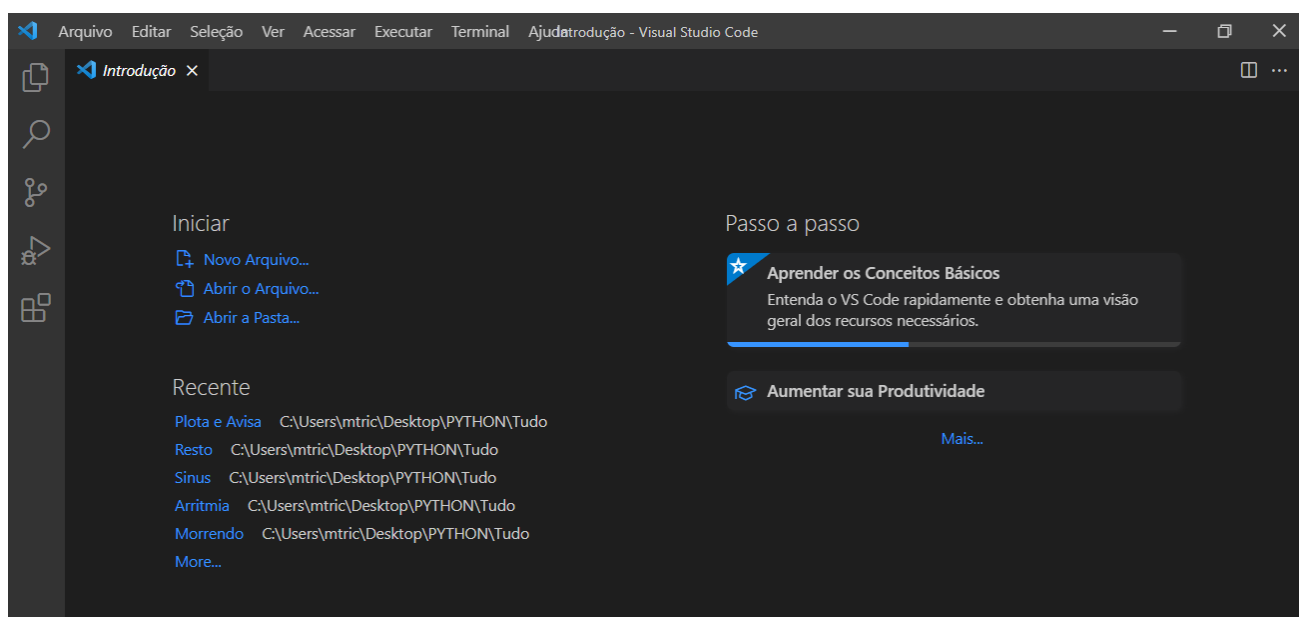 Arquivo Editar Seleção Ver Acessar Executar Terminal Ajuda
trodução - Visual Studio Code
Introdução
Iniciar
Novo Arquivo...
Abrir o Arquivo...
Abrir a Pasta...
Recente
Plota e Avisa C:\Users\mtric\Desktop\PYTHON\Tudo
Resto C:\Users\mtric\Desktop\PYTHON\Tudo
Sinus C:\Users\mtric\Desktop\PYTHON\Tudo
Arritmia C:\Users\mtric\Desktop\PYTHON\Tudo
Morrendo C:\Users\mtric\Desktop\PYTHON\Tudo
More...
Passo a passo
Aprender os Conceitos Básicos
Entenda o VS Code rapidamente e obtenha uma visão
geral dos recursos necessários.
Aumentar sua Produtividade
Mais...